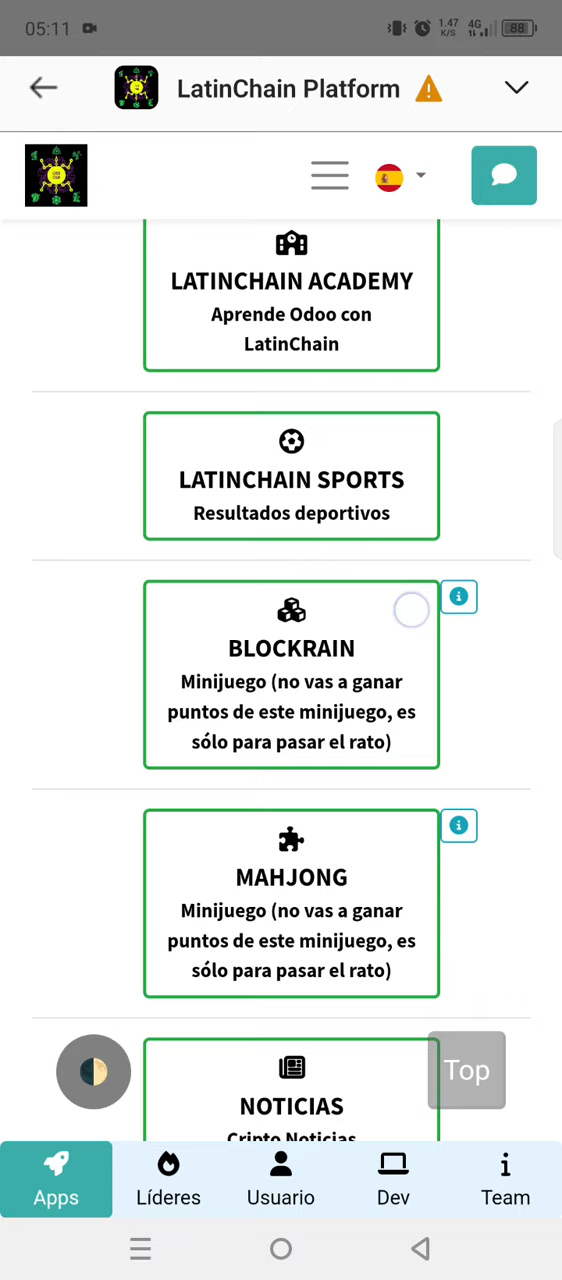 05:11
1.47 K/S 4G 88
LatinChain Platform
LATINCHAIN ACADEMY
Aprende Odoo con
LatinChain
LATINCHAIN SPORTS
Resultados deportivos
BLOCKRAIN
Minijuego (no vas a ganar
puntos de este minijuego, es
sólo para pasar el rato)
MAHJONG
Minijuego (no vas a ganar
puntos de este minijuego, es
sólo para pasar el rato)
Top
NOTICIAS
Cripto Noticias
Apps Líderes Usuario Dev Team